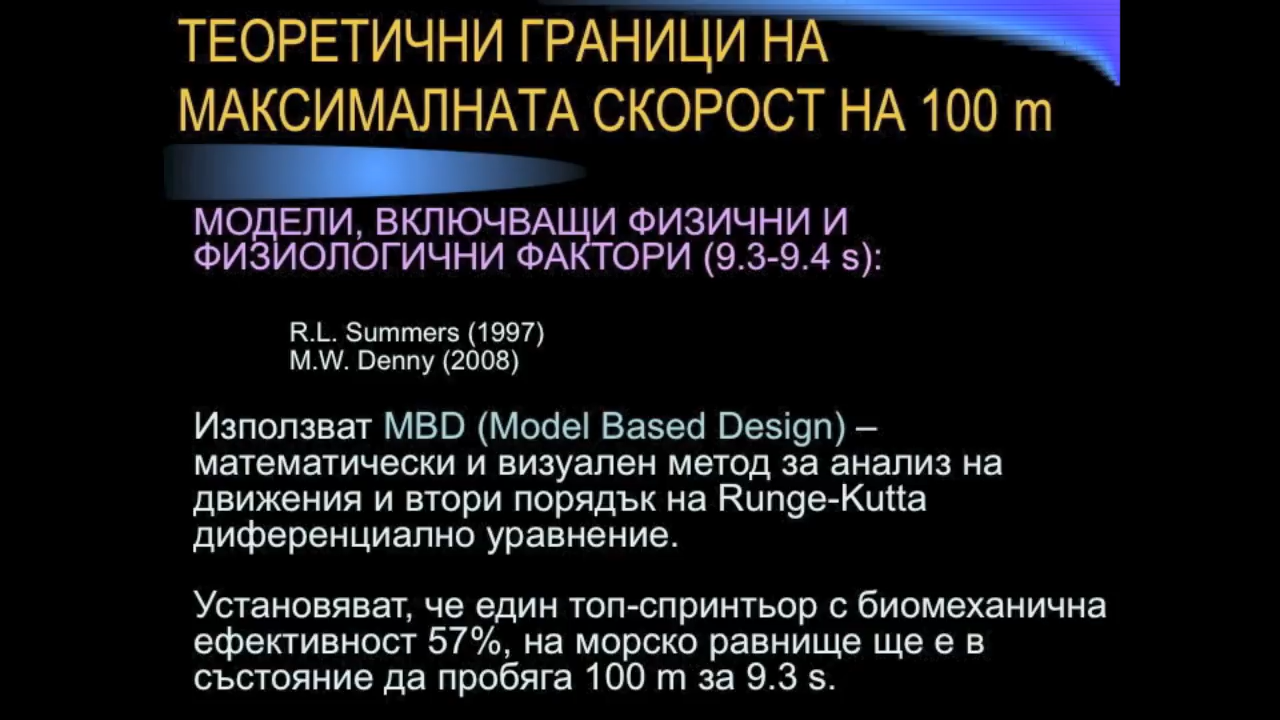 ТЕОРЕТИЧНИ ГРАНИЦИ НА
МАКСИМАЛНАТА СКОРОСТ НА 100 m
МОДЕЛИ, ВКЛЮЧВАЩИ ФИЗИЧНИ И
ФИЗИОЛОГИЧНИ ФАКТОРИ (9.3-9.4 s):
R.L. Summers (1997)
M.W. Denny (2008)
Използват MBD (Model Based Design) –
математически и визуален метод за анализ на
движения и втори порядък на Runge-Kutta
диференциално уравнение.
Установяват, че един топ-спринтьор с биомеханична
ефективност 57%, на морско равнище ще е в
състояние да пробяга 100 m за 9.3 s.